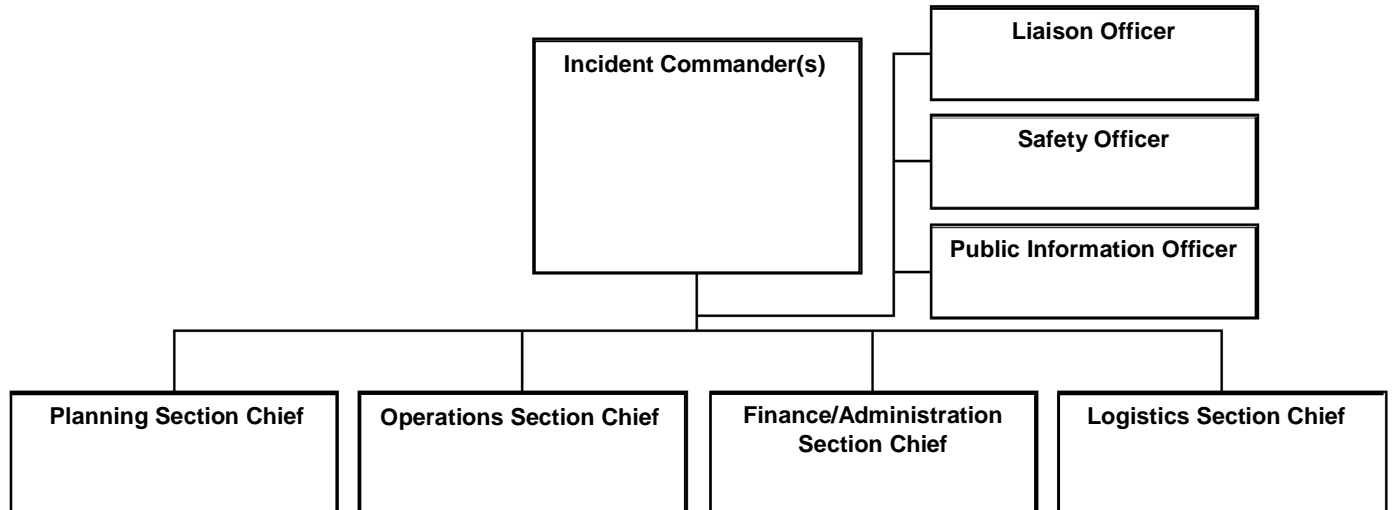 Liaison Officer
Incident Commander(s)
Safety Officer
Public Information Officer
Planning Section Chief
Operations Section Chief
Finance/Administration
Section Chief
Logistics Section Chief